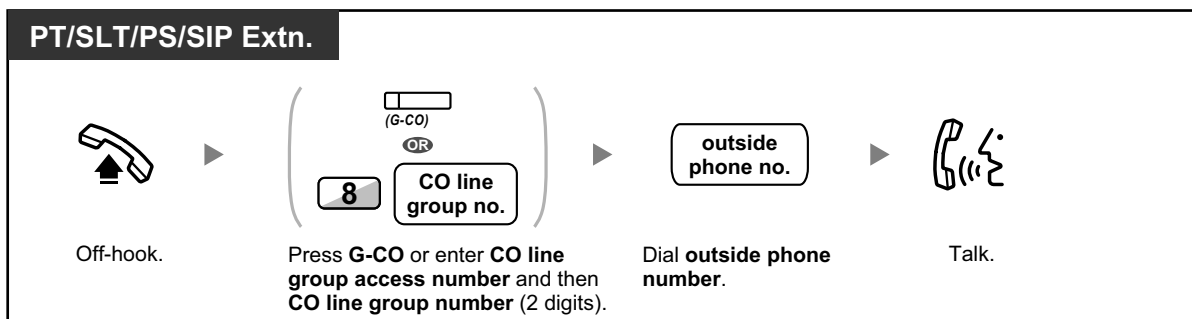 PT/SLT/PS/SIP Extn.
(G-CO)
OR
8
CO line
group no.
outside
phone no.
Off-hook.
Press G-CO or enter CO line
group access number and then
CO line group number (2 digits).
Dial outside phone
number.
Talk.